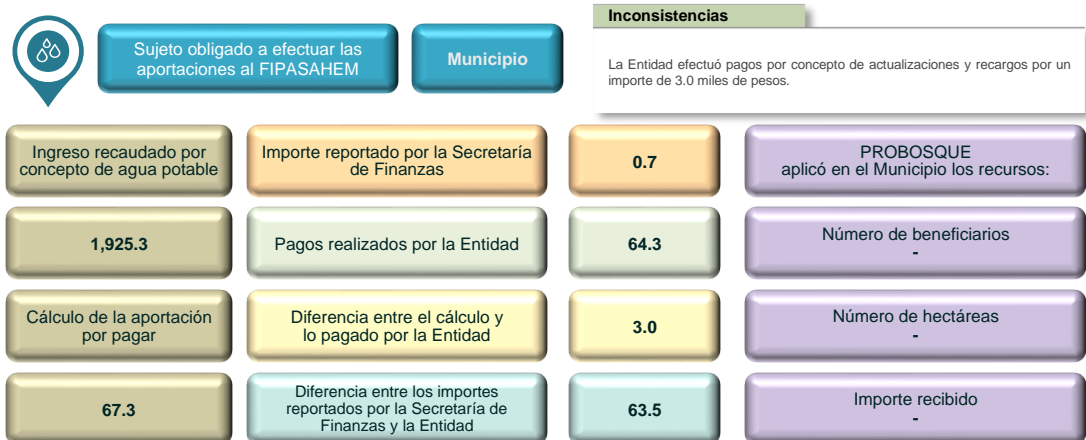 Sujeto obligado a efectuar las
aportaciones al FIPASAHEM
Municipio
Inconsistencias
La Entidad efectuó pagos por concepto de actualizaciones y recargos por un
importe de 3.0 miles de pesos.
Ingreso recaudado por
concepto de agua potable
Importe reportado por la Secretaría
de Finanzas
0.7
PROBOSQUE
aplicó en el Municipio los recursos:
1,925.3
Pagos realizados por la Entidad
64.3
Número de beneficiarios
-
Cálculo de la aportación
por pagar
Diferencia entre el cálculo y
lo pagado por la Entidad
3.0
Número de hectáreas
-
67.3
Diferencia entre los importes
reportados por la Secretaría de
Finanzas y la Entidad
63.5
Importe recibido
-